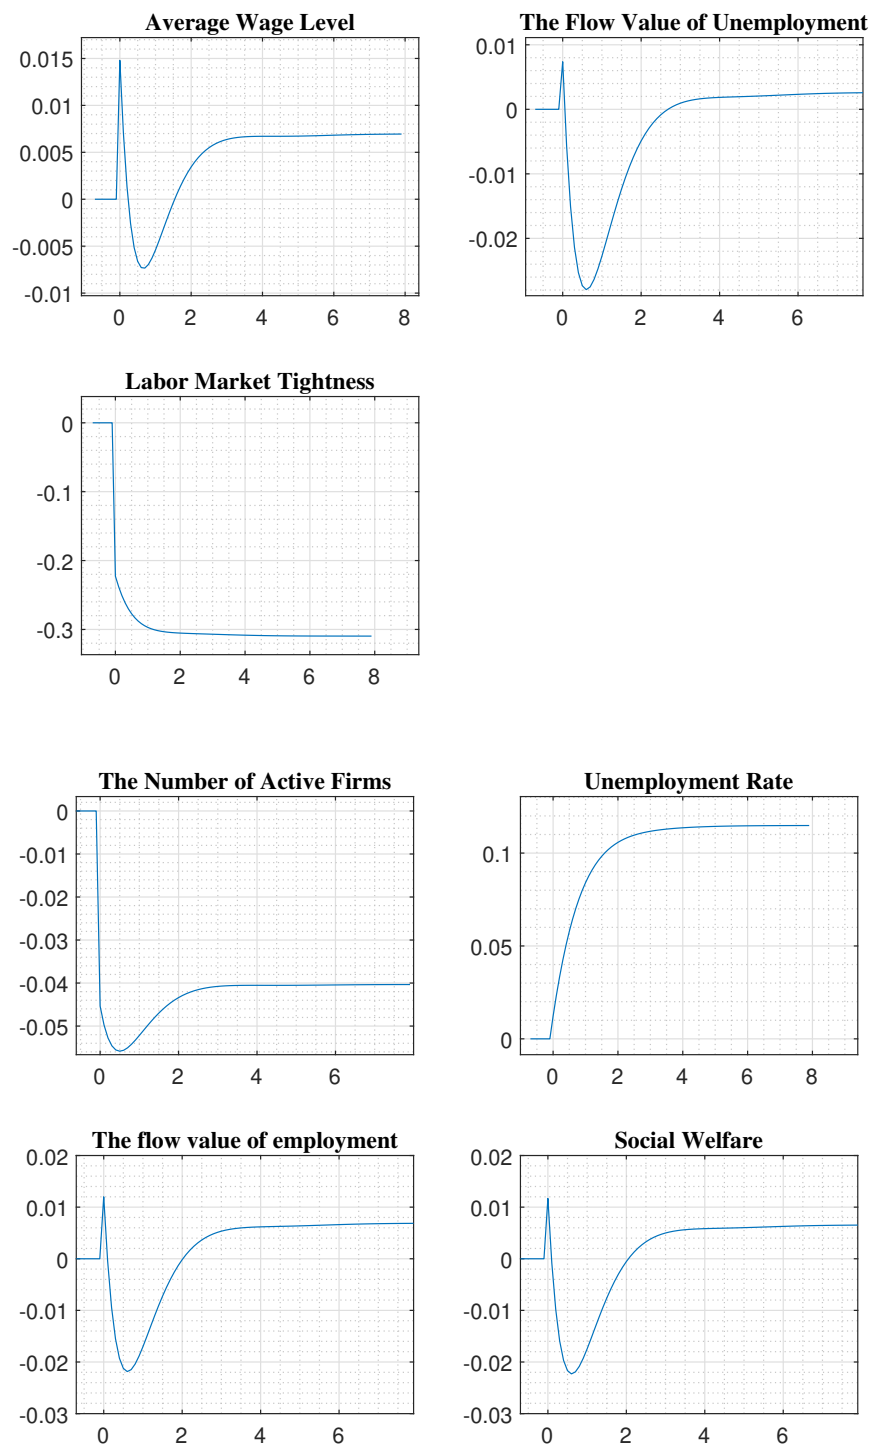 Average Wage Level
0.015
0.01
0.005
0
-0.005
-0.01
0 2 4 6 8
The Flow Value of Unemployment
0.01
0
-0.01
-0.02
0 2 4 6
Labor Market Tightness
0
-0.1
-0.2
-0.3
0 2 4 6 8
The Number of Active Firms
0
-0.01
-0.02
-0.03
-0.04
-0.05
0 2 4 6
Unemployment Rate
0.1
0.05
0
0 2 4 6 8
The flow value of employment
0.02
0.01
0
-0.01
-0.02
-0.03
0 2 4 6
Social Welfare
0.02
0.01
0
-0.01
-0.02
-0.03
0 2 4 6